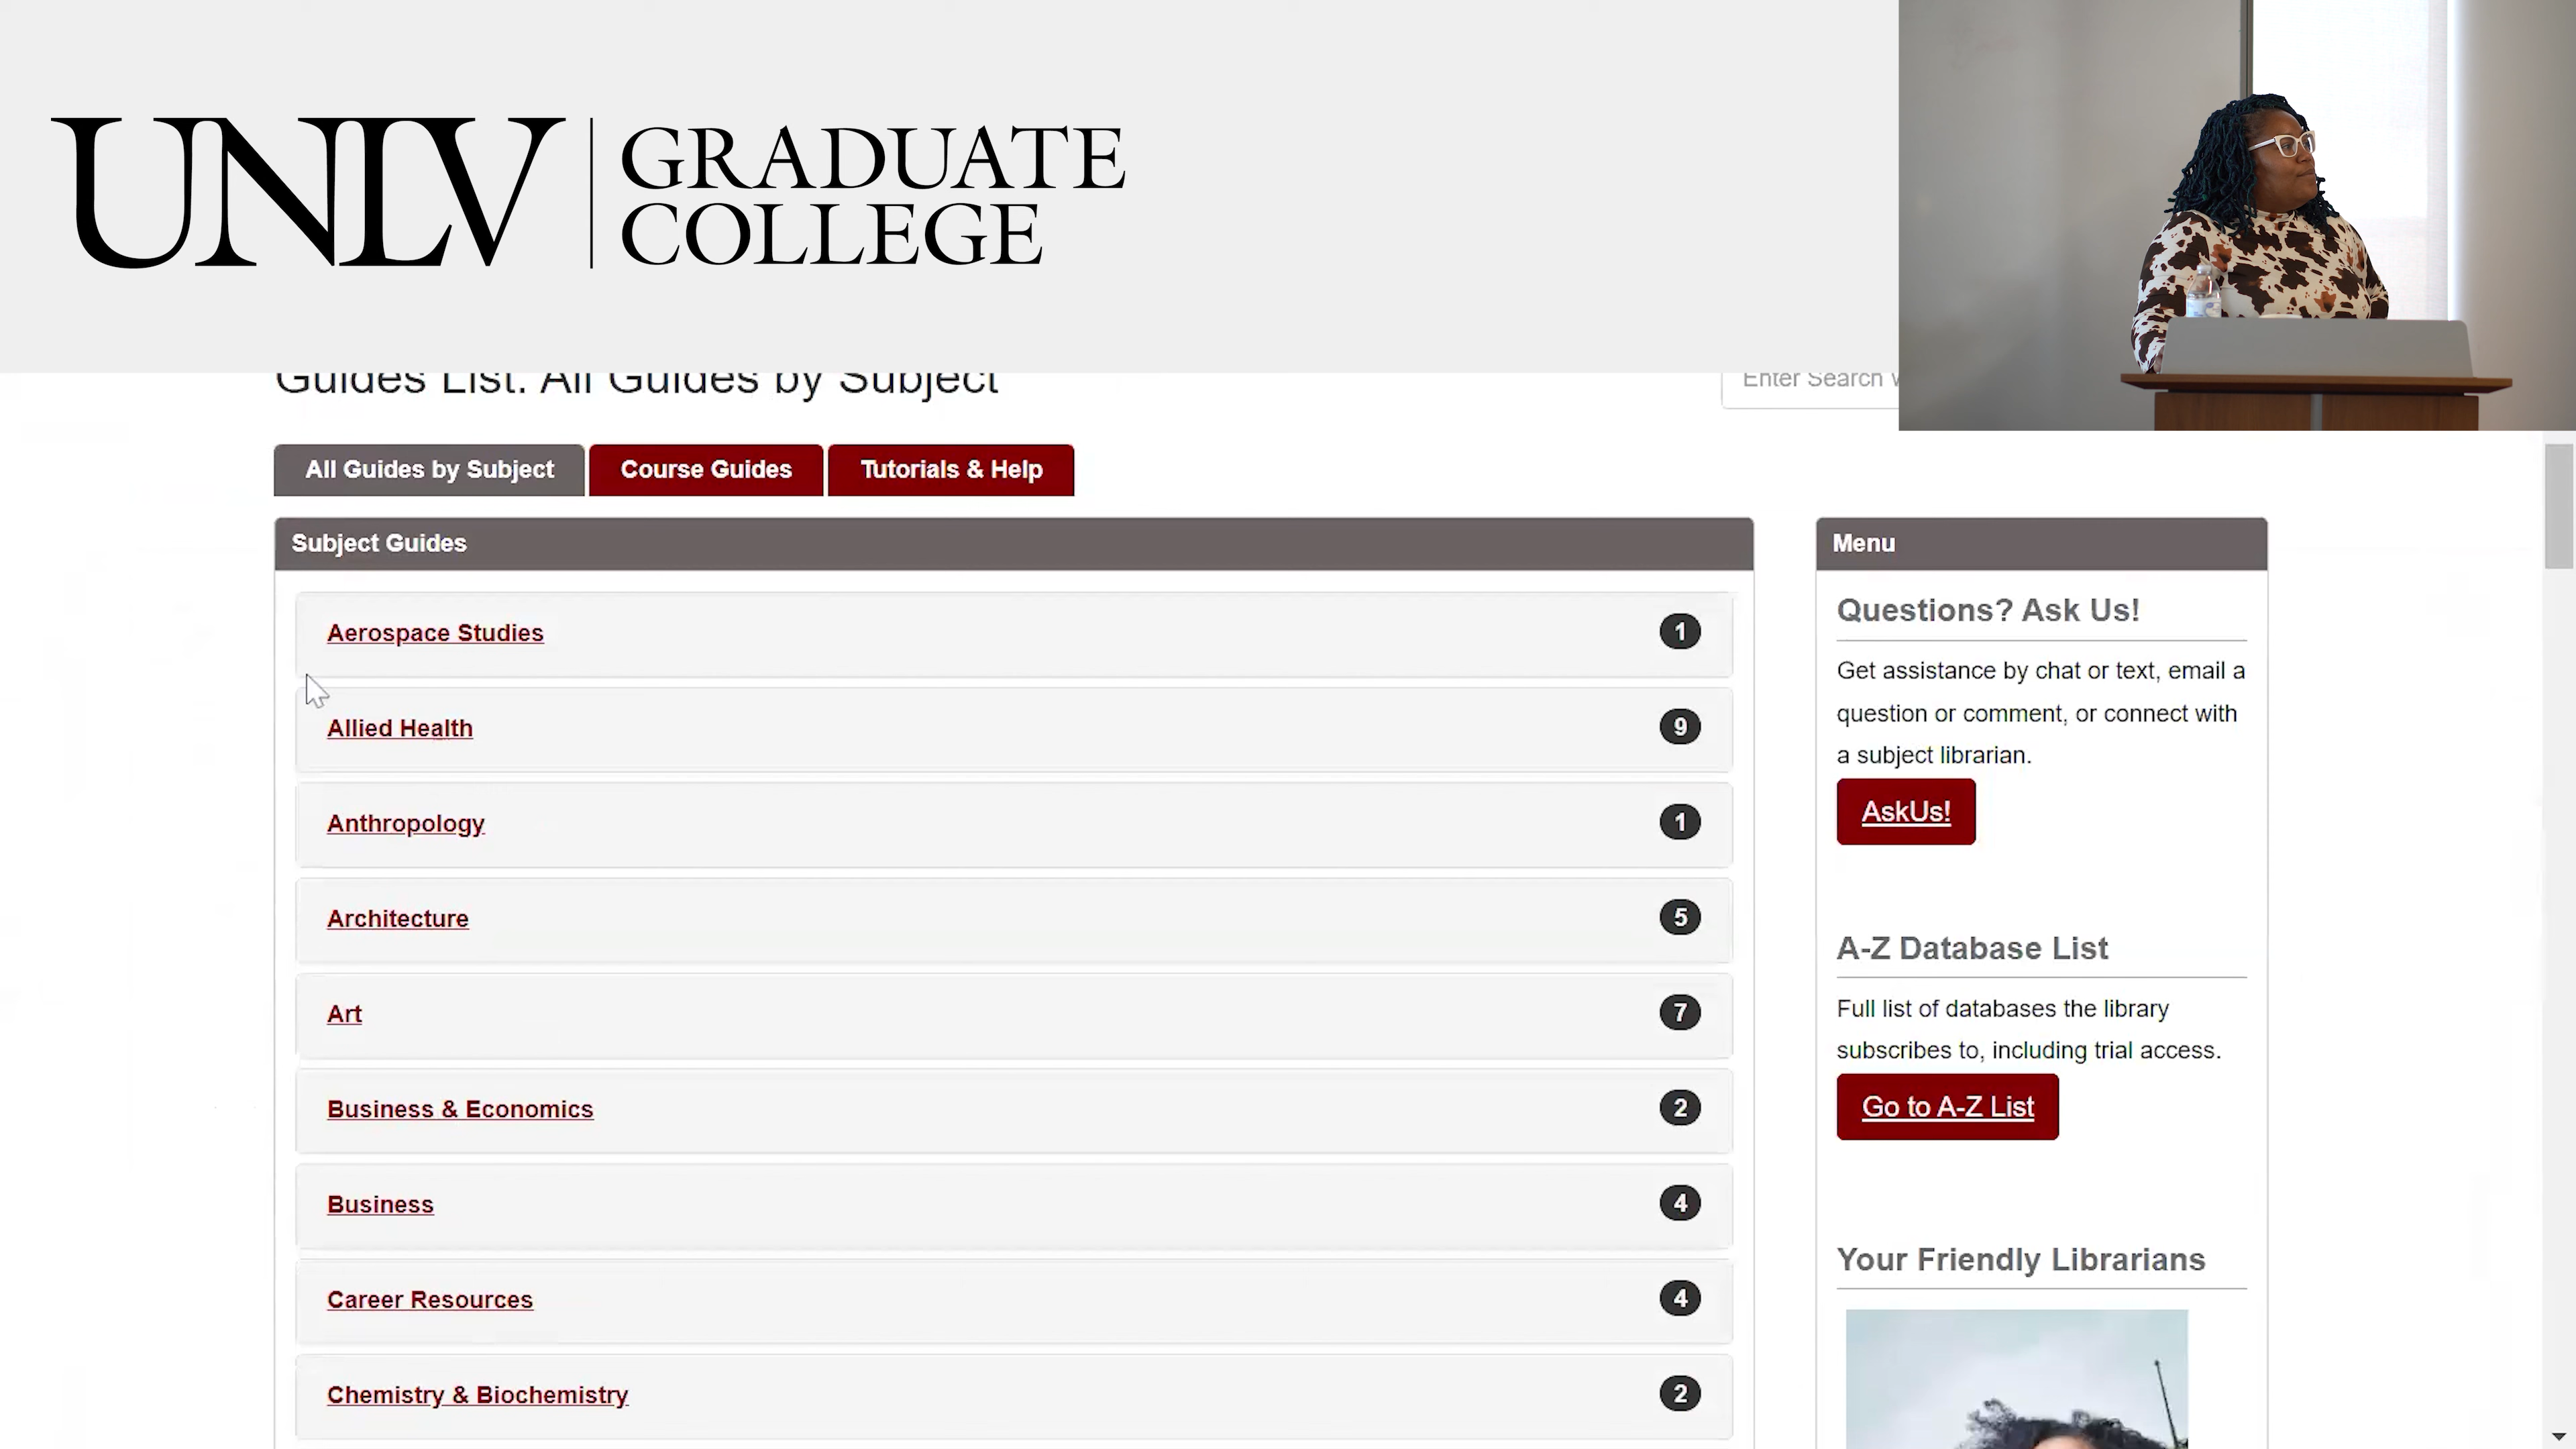 UNLV
GRADUATE
COLLEGE
Guides List: All Guides by Subject
Enter Search
All Guides by Subject
Course Guides
Tutorials & Help
Subject Guides
Aerospace Studies
1
Allied Health
9
Anthropology
1
Architecture
5
Art
7
Business & Economics
2
Business
4
Career Resources
4
Chemistry & Biochemistry
2
Menu
Questions? Ask Us!
Get assistance by chat or text, email a
question or comment, or connect with
a subject librarian.
AskUs!
A-Z Database List
Full list of databases the library
subscribes to, including trial access.
Go to A-Z List
Your Friendly Librarians